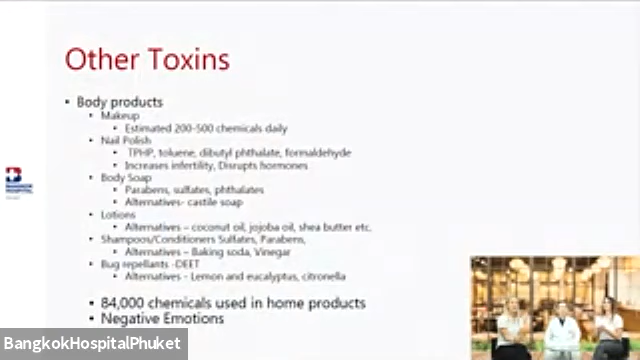 Other Toxins
• Body products
• Makeup
• Estimated 200-500 chemicals daily
• Nail Polish
• TPHP, toluene, dibutyl phthalate, formaldehyde
• Increases infertility, Disrupts hormones
• Body Soap
• Parabens, sulfates, phthalates
• Alternatives- castile soap
• Lotions
• Alternatives – coconut oil, jojoba oil, shea butter etc.
• Shampoos/Conditioners Sulfates, Parabens,
• Alternatives – Baking soda, Vinegar
• Bug repellants -DEET
• Alternatives – Lemon and eucalyptus, citronella
• 84,000 chemicals used in home products
• Negative Emotions
BANGKOK
HOSPITAL
BangkokHospitalPhuket